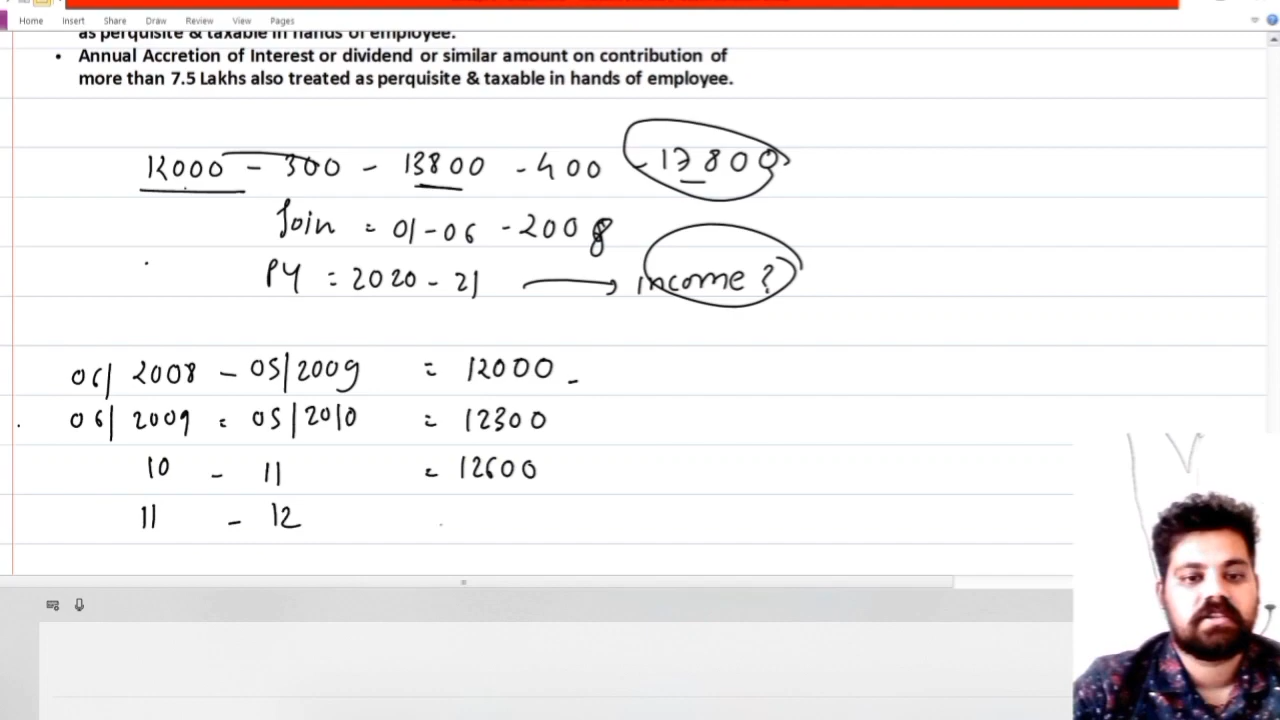 Home Insert Share Draw Review View Pages
as perquisite & taxable in hands of employee.
• Annual Accretion of Interest or dividend or similar amount on contribution of
more than 7.5 Lakhs also treated as perquisite & taxable in hands of employee.
12000 - 300 - 13800 - 400 - 17800
Join = 01-06-2008
PY = 2020-21 → income?
06/2008 - 05/2009 = 12000
06/2009 = 05/2010 = 12300
10 - 11 = 12600
11 - 12